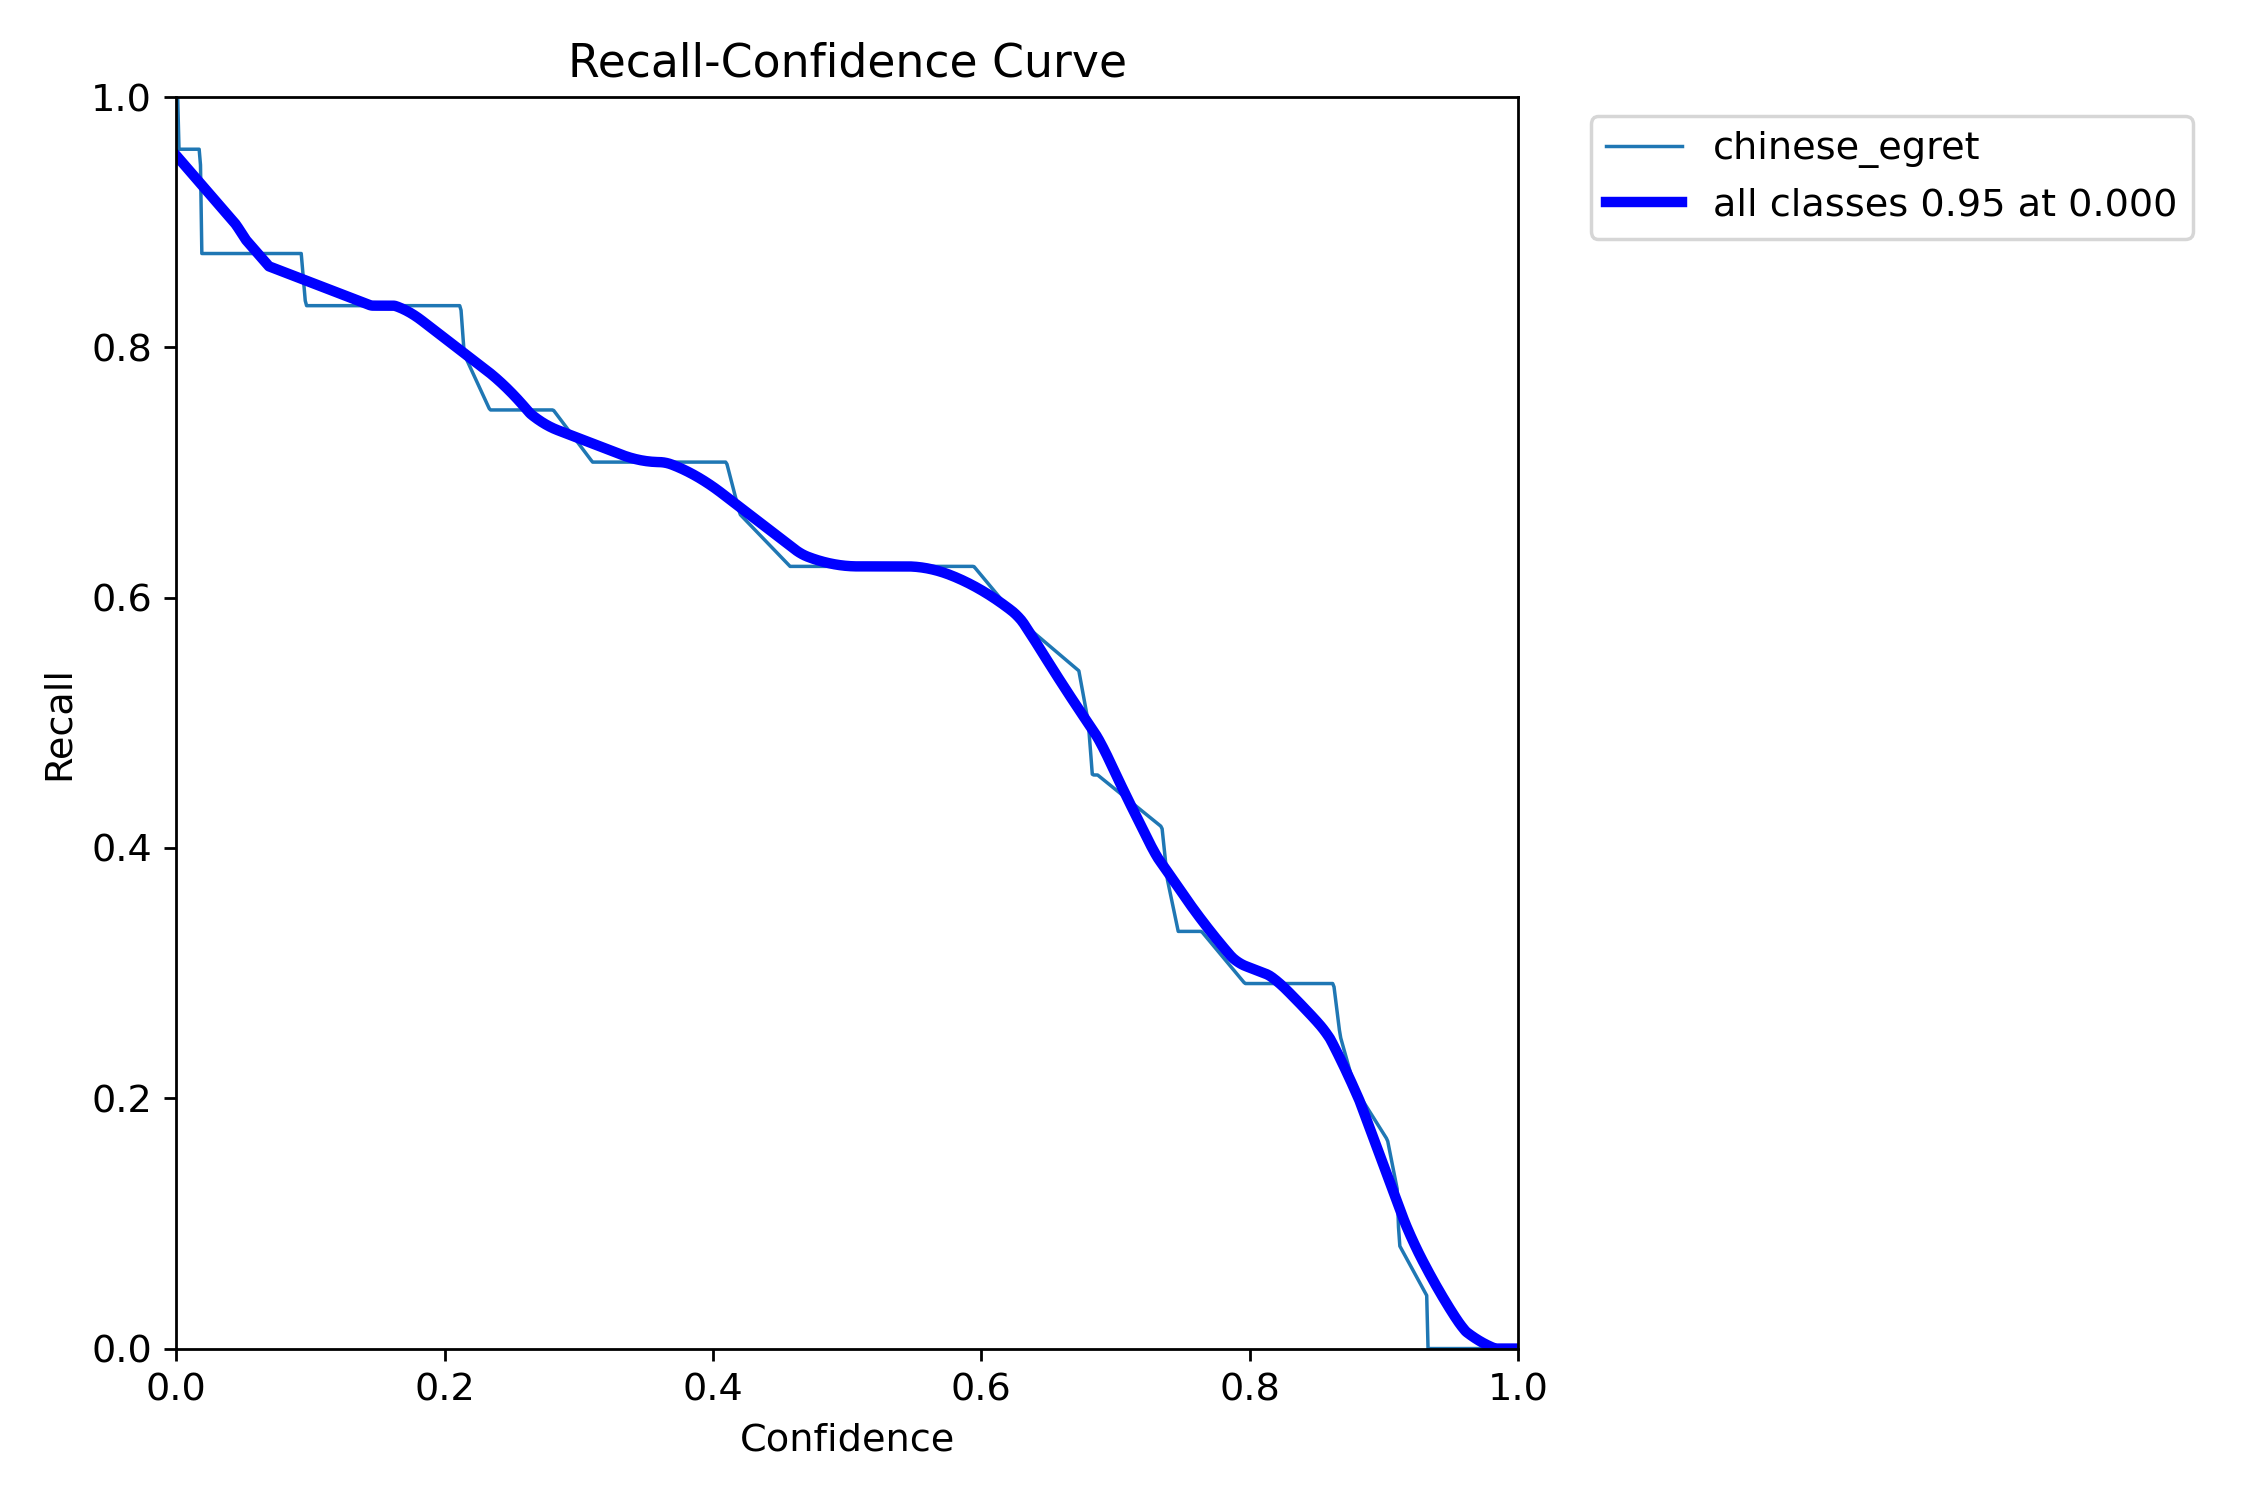 Recall-Confidence Curve
1.0
0.8
0.6
0.4
0.2
0.0
Recall
0.0 0.2 0.4 0.6 0.8 1.0
Confidence
chinese_egret
all classes 0.95 at 0.000